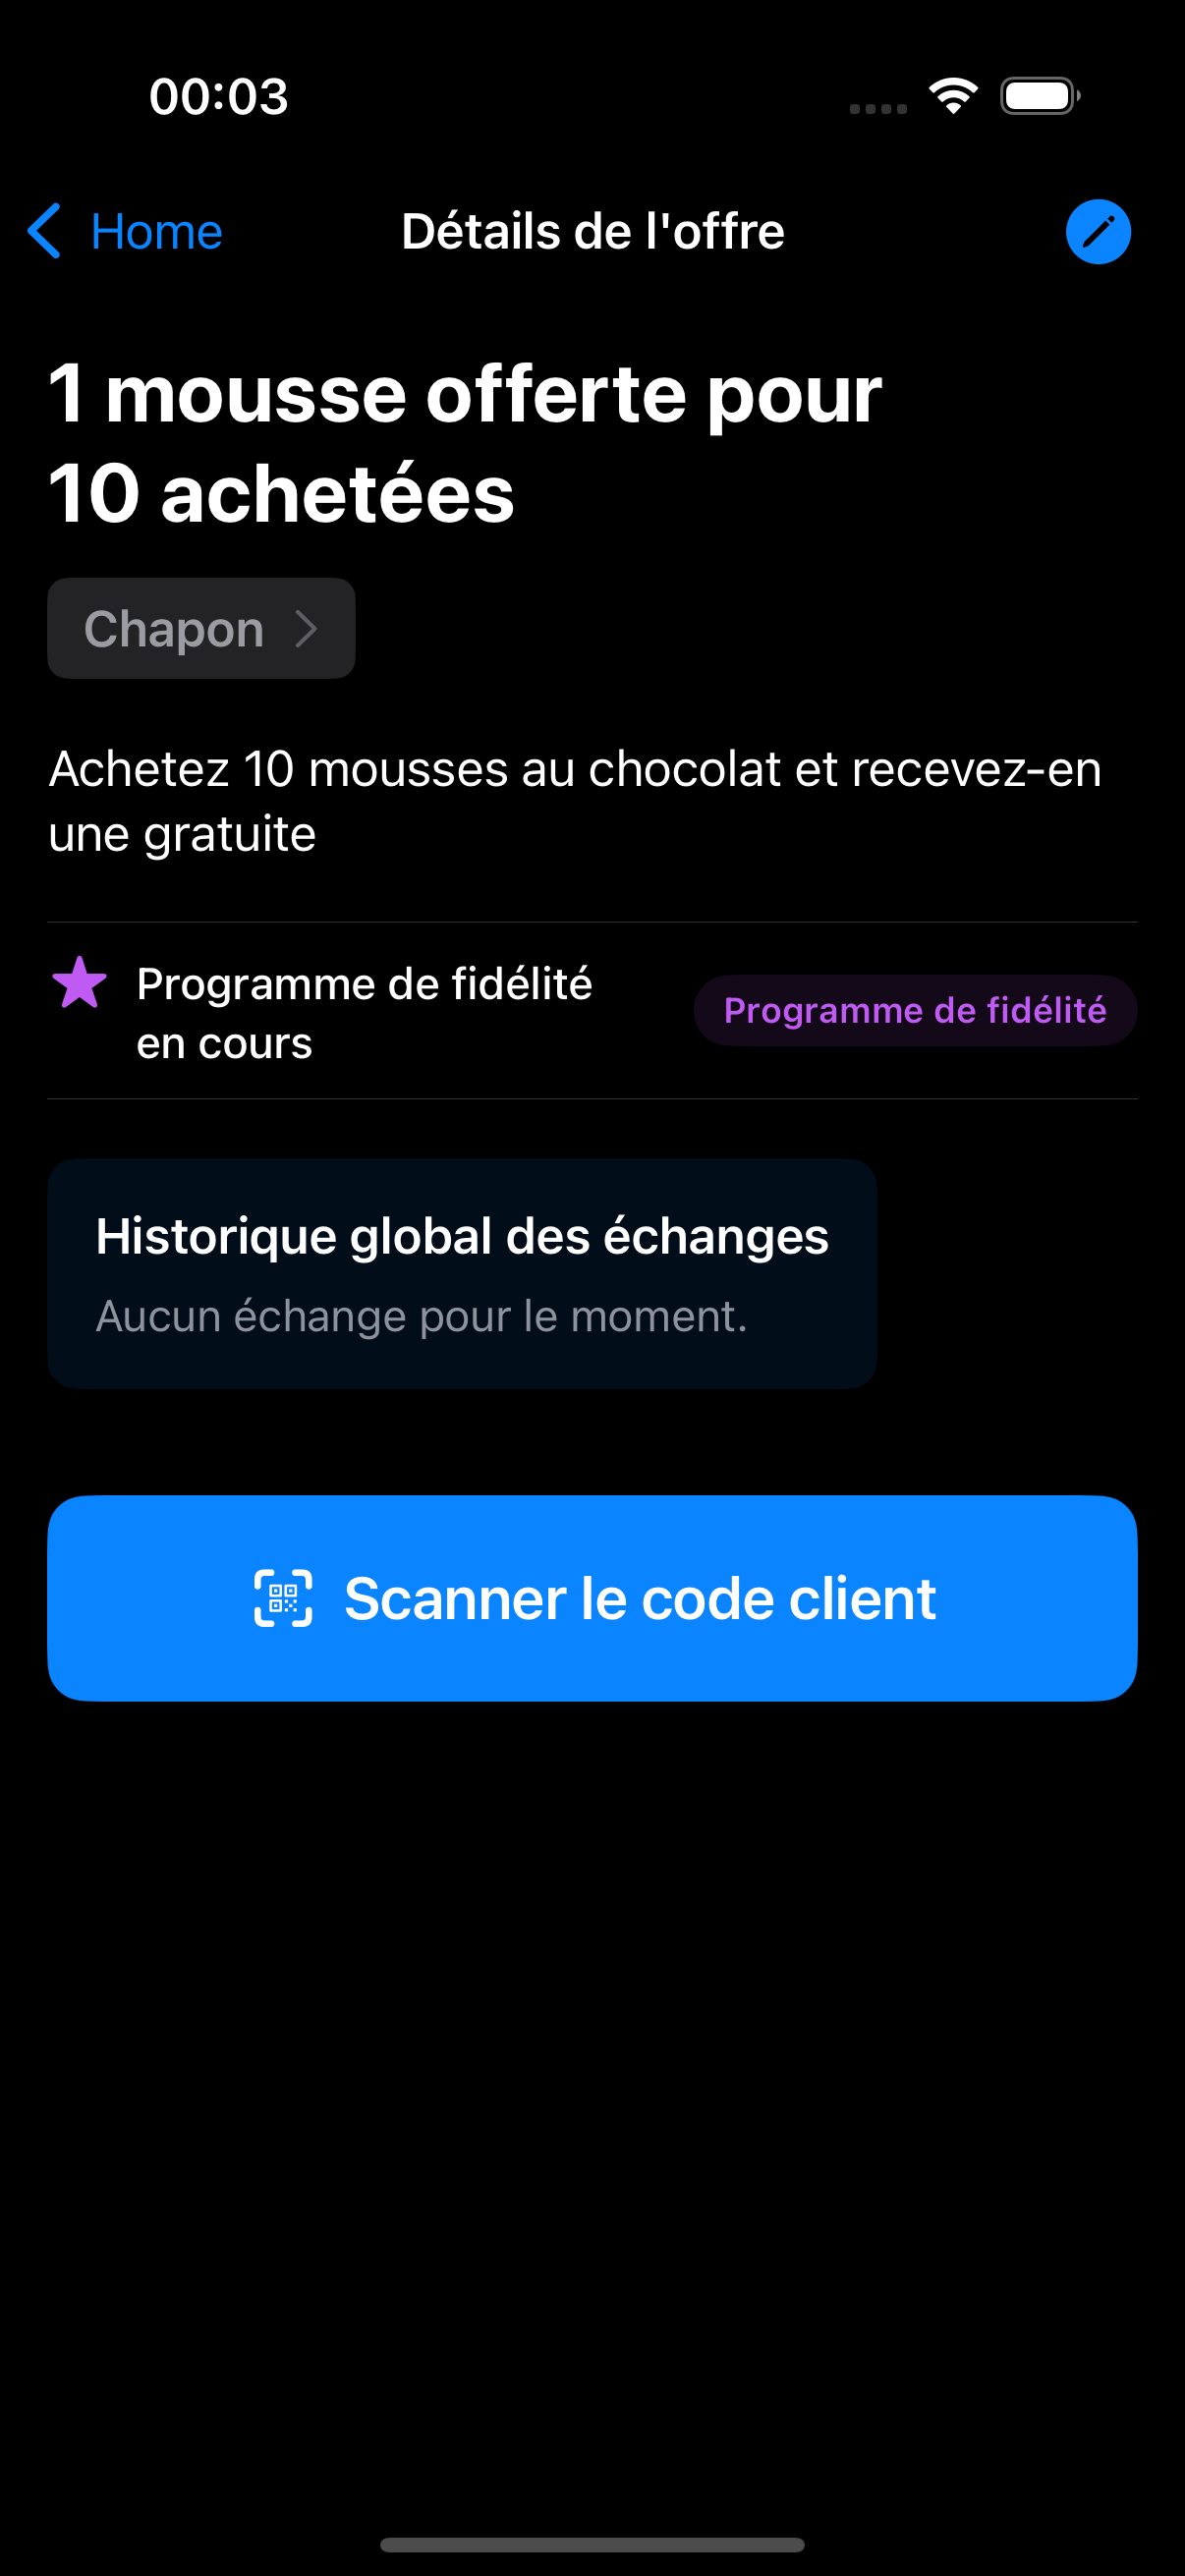 00:03
Home
Détails de l'offre
1 mousse offerte pour
10 achetées
Chapon
Achetez 10 mousses au chocolat et recevez-en
une gratuite
Programme de fidélité
en cours
Programme de fidélité
Historique global des échanges
Aucun échange pour le moment.
Scanner le code client